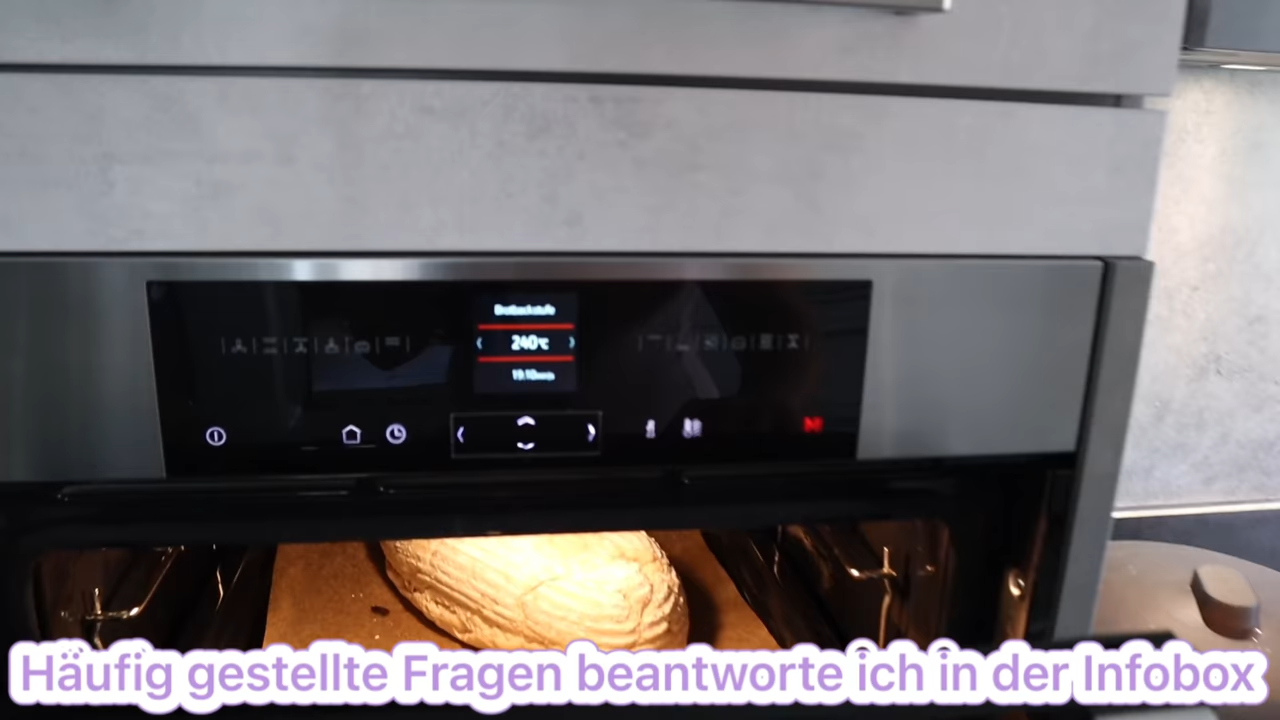 Brotbackstufe
240°C
Häufig gestellte Fragen beantworte ich in der Infobox